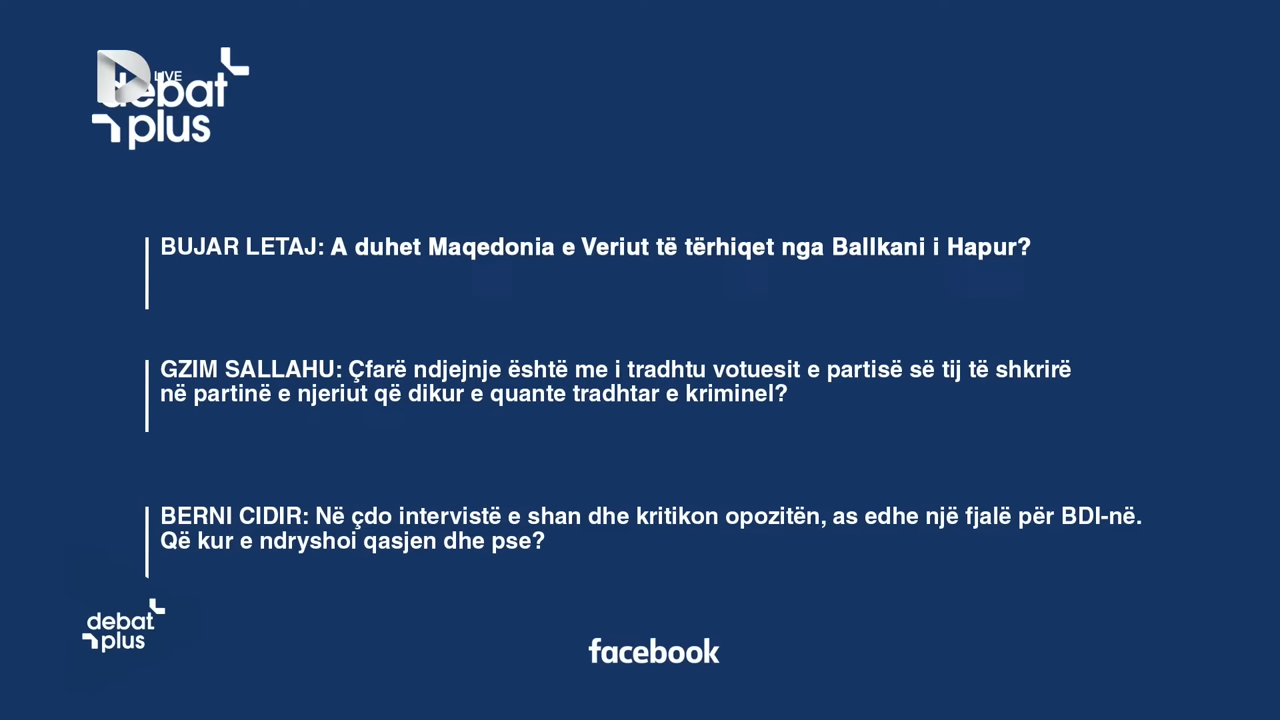 LIVE
debat
plus
BUJAR LETAJ: A duhet Maqedonia e Veriut të tërhiqet nga Ballkani i Hapur?
GZIM SALLAHU: Çfarë ndjejnje është me i tradhtu votuesit e partisë së tij të shkrirë
në partinë e njeriut që dikur e quante tradhtar e kriminel?
BERNI CIDIR: Në çdo intervistë e shan dhe kritikon opozitën, as edhe një fjalë për BDI-në.
Që kur e ndryshoi qasjen dhe pse?
debat
plus
facebook